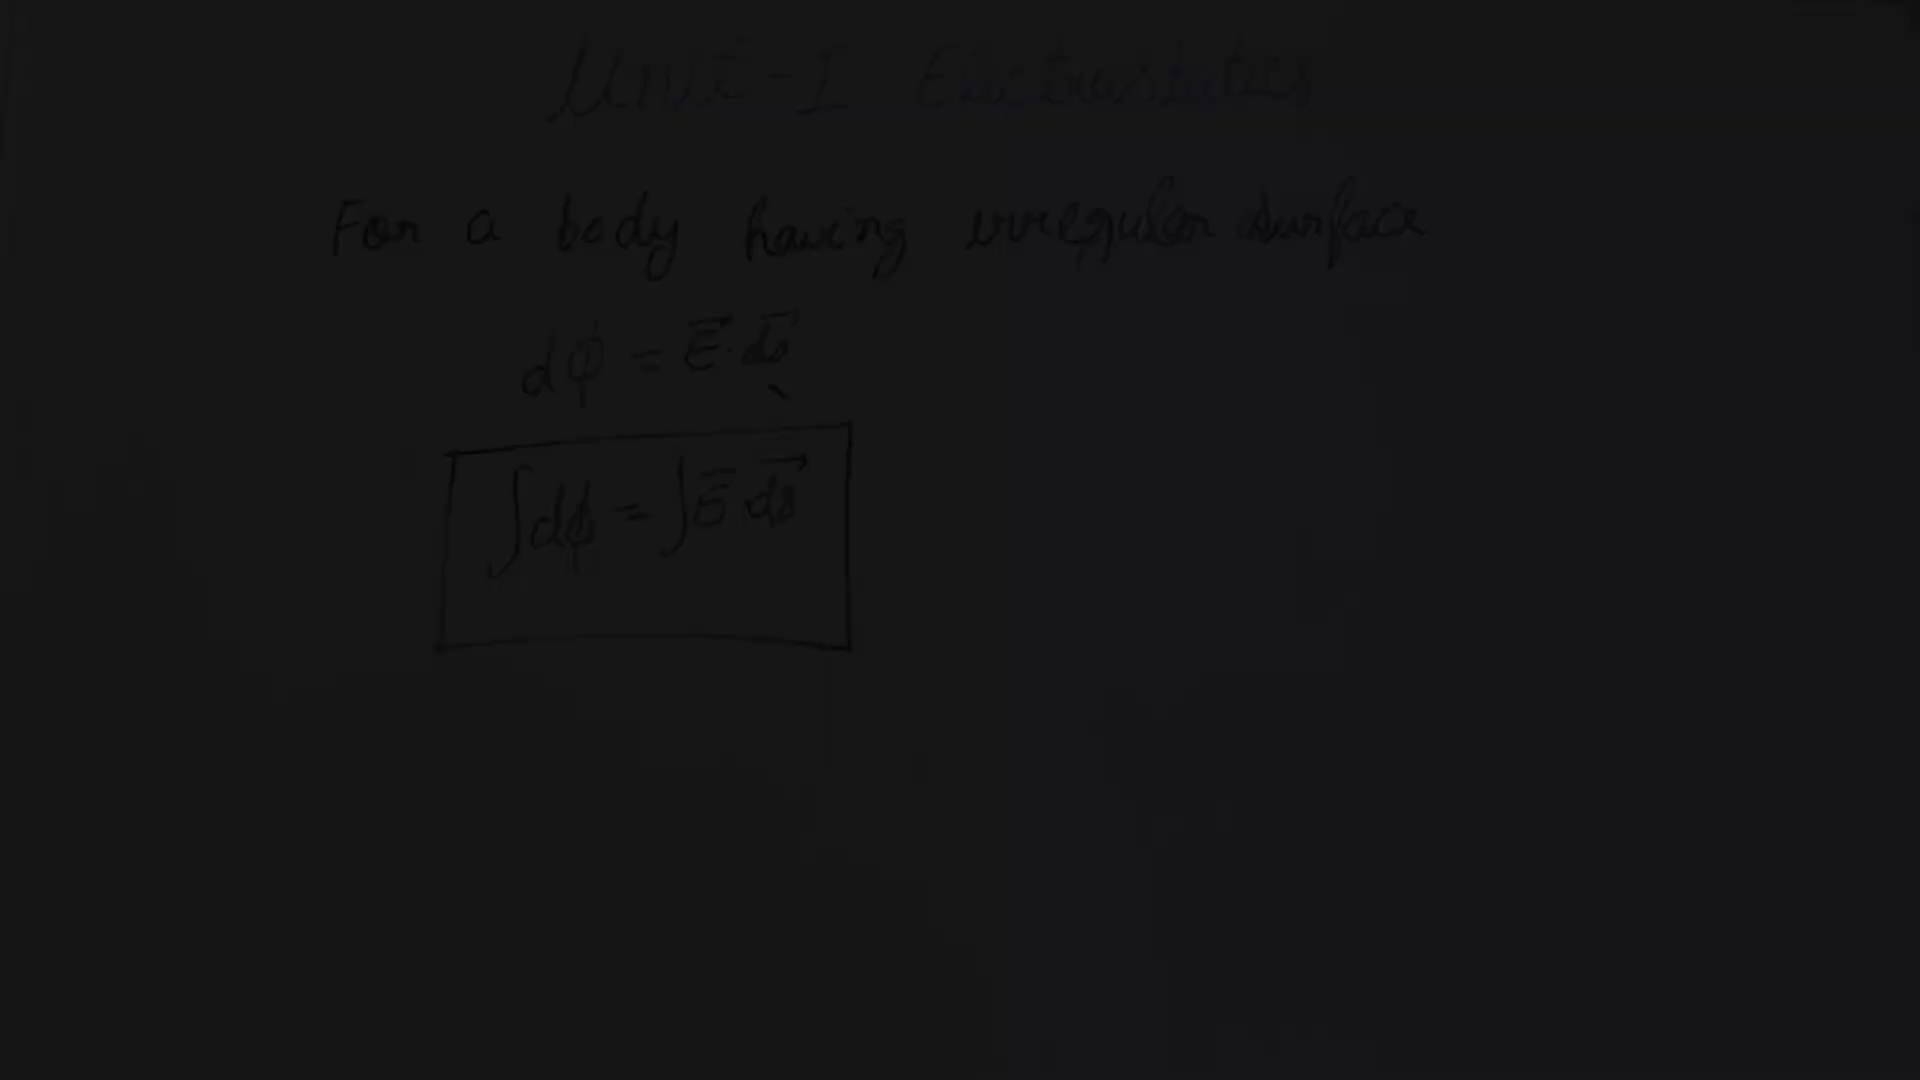 Unit-I Electrostatics
For a body having irregular surface
dϕ = E⃗.ds⃗
∫dϕ = ∫E⃗.ds⃗